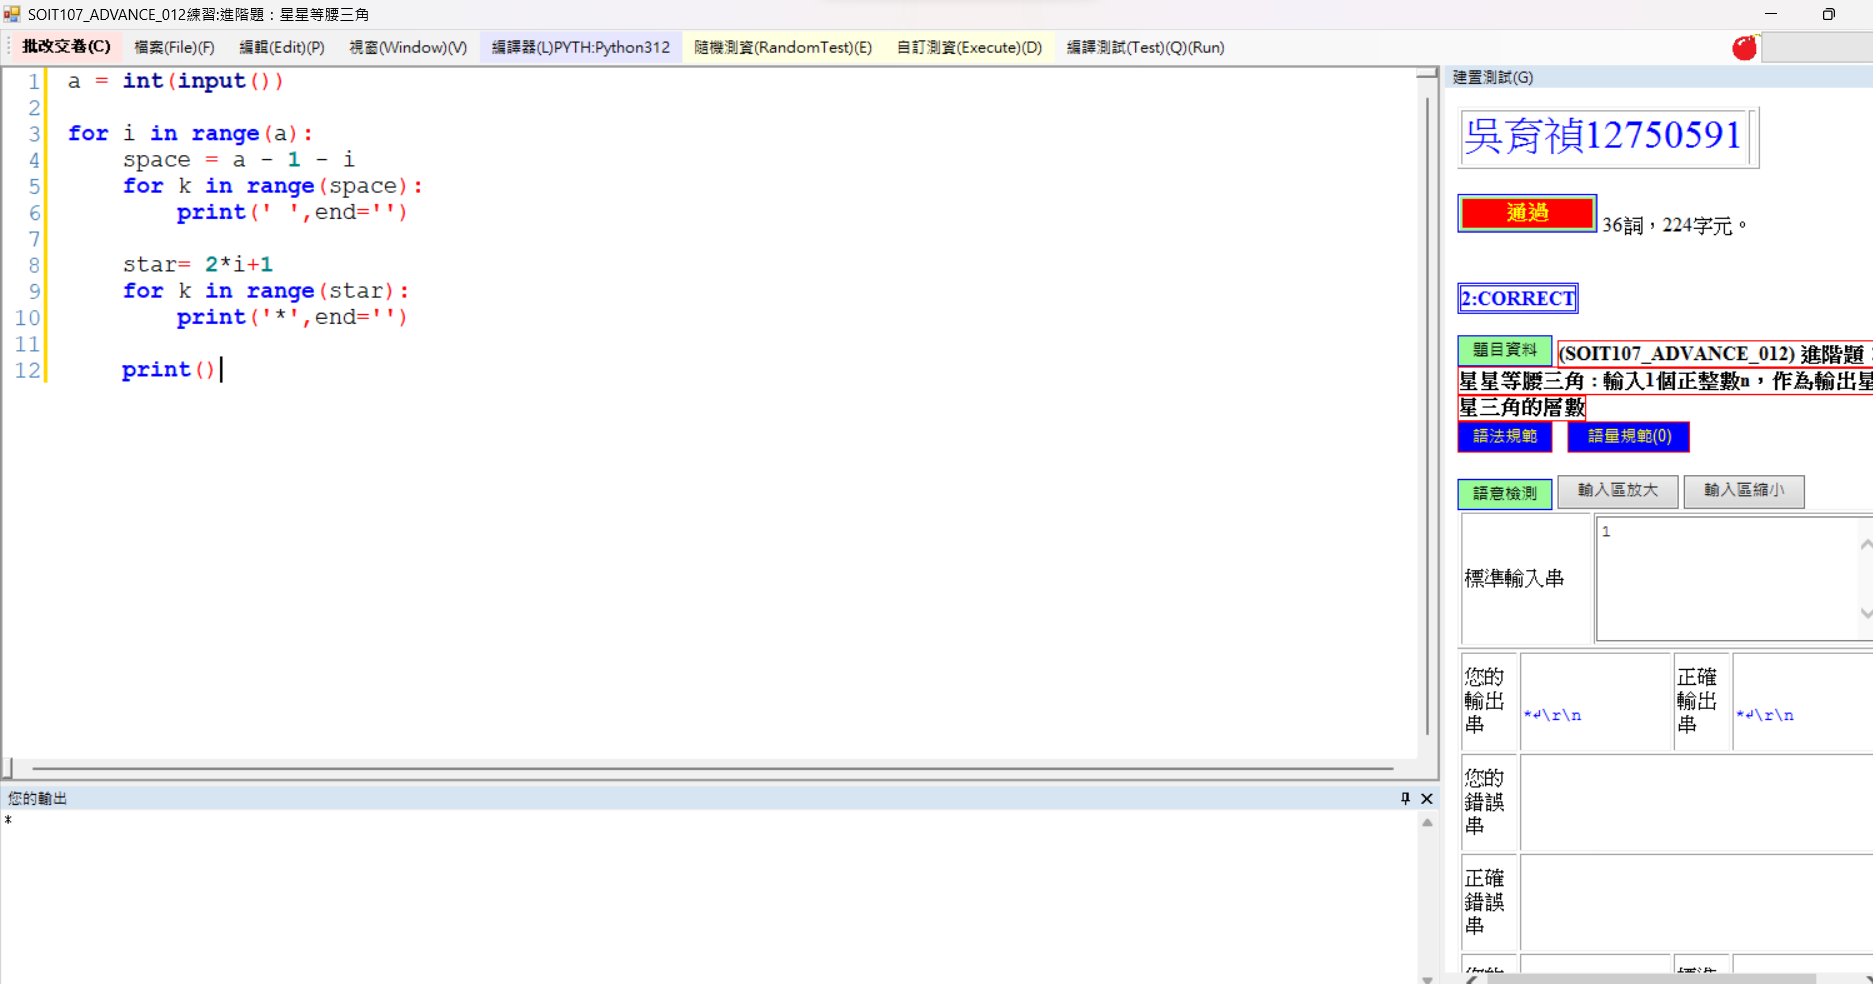 SOIT107_ADVANCE_012練習:進階題：星星等腰三角
批改交卷(C) 檔案(File)(F) 編輯(Edit)(P) 視窗(Window)(V) 編譯器(L)PYTH:Python312 隨機測資(RandomTest)(E) 自訂測資(Execute)(D) 編譯測試(Test)(Q)(Run)
1 a = int(input())
2
3 for i in range(a):
4     space = a - 1 - i
5     for k in range(space):
6         print(' ',end='')
7
8     star= 2*i+1
9     for k in range(star):
10         print('*',end='')
11
12     print()
您的輸出
*
建置測試(G)
吳育禎12750591
通過 36詞，224字元。
2:CORRECT
題目資料 (SOIT107_ADVANCE_012) 進階題：
星星等腰三角：輸入1個正整數n，作為輸出星
星三角的層數
語法規範 語量規範(0)
語意檢測 輸入區放大 輸入區縮小
標準輸入串 1
您的輸出串 *↲\r\n 正確輸出串 *↲\r\n
您的錯誤串
正確錯誤串